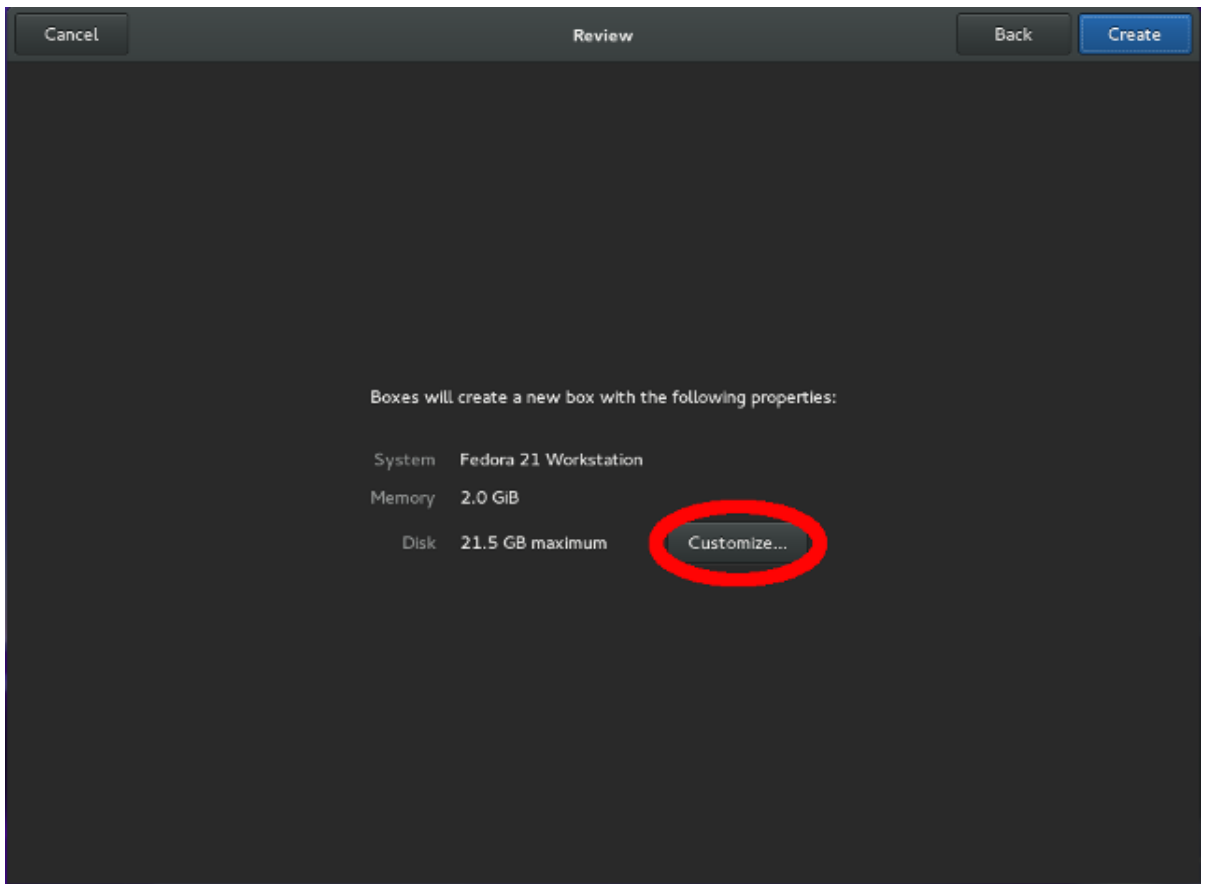 Cancel Review Back Create
Boxes will create a new box with the following properties:
System Fedora 21 Workstation
Memory 2.0 GiB
Disk 21.5 GB maximum Customize...